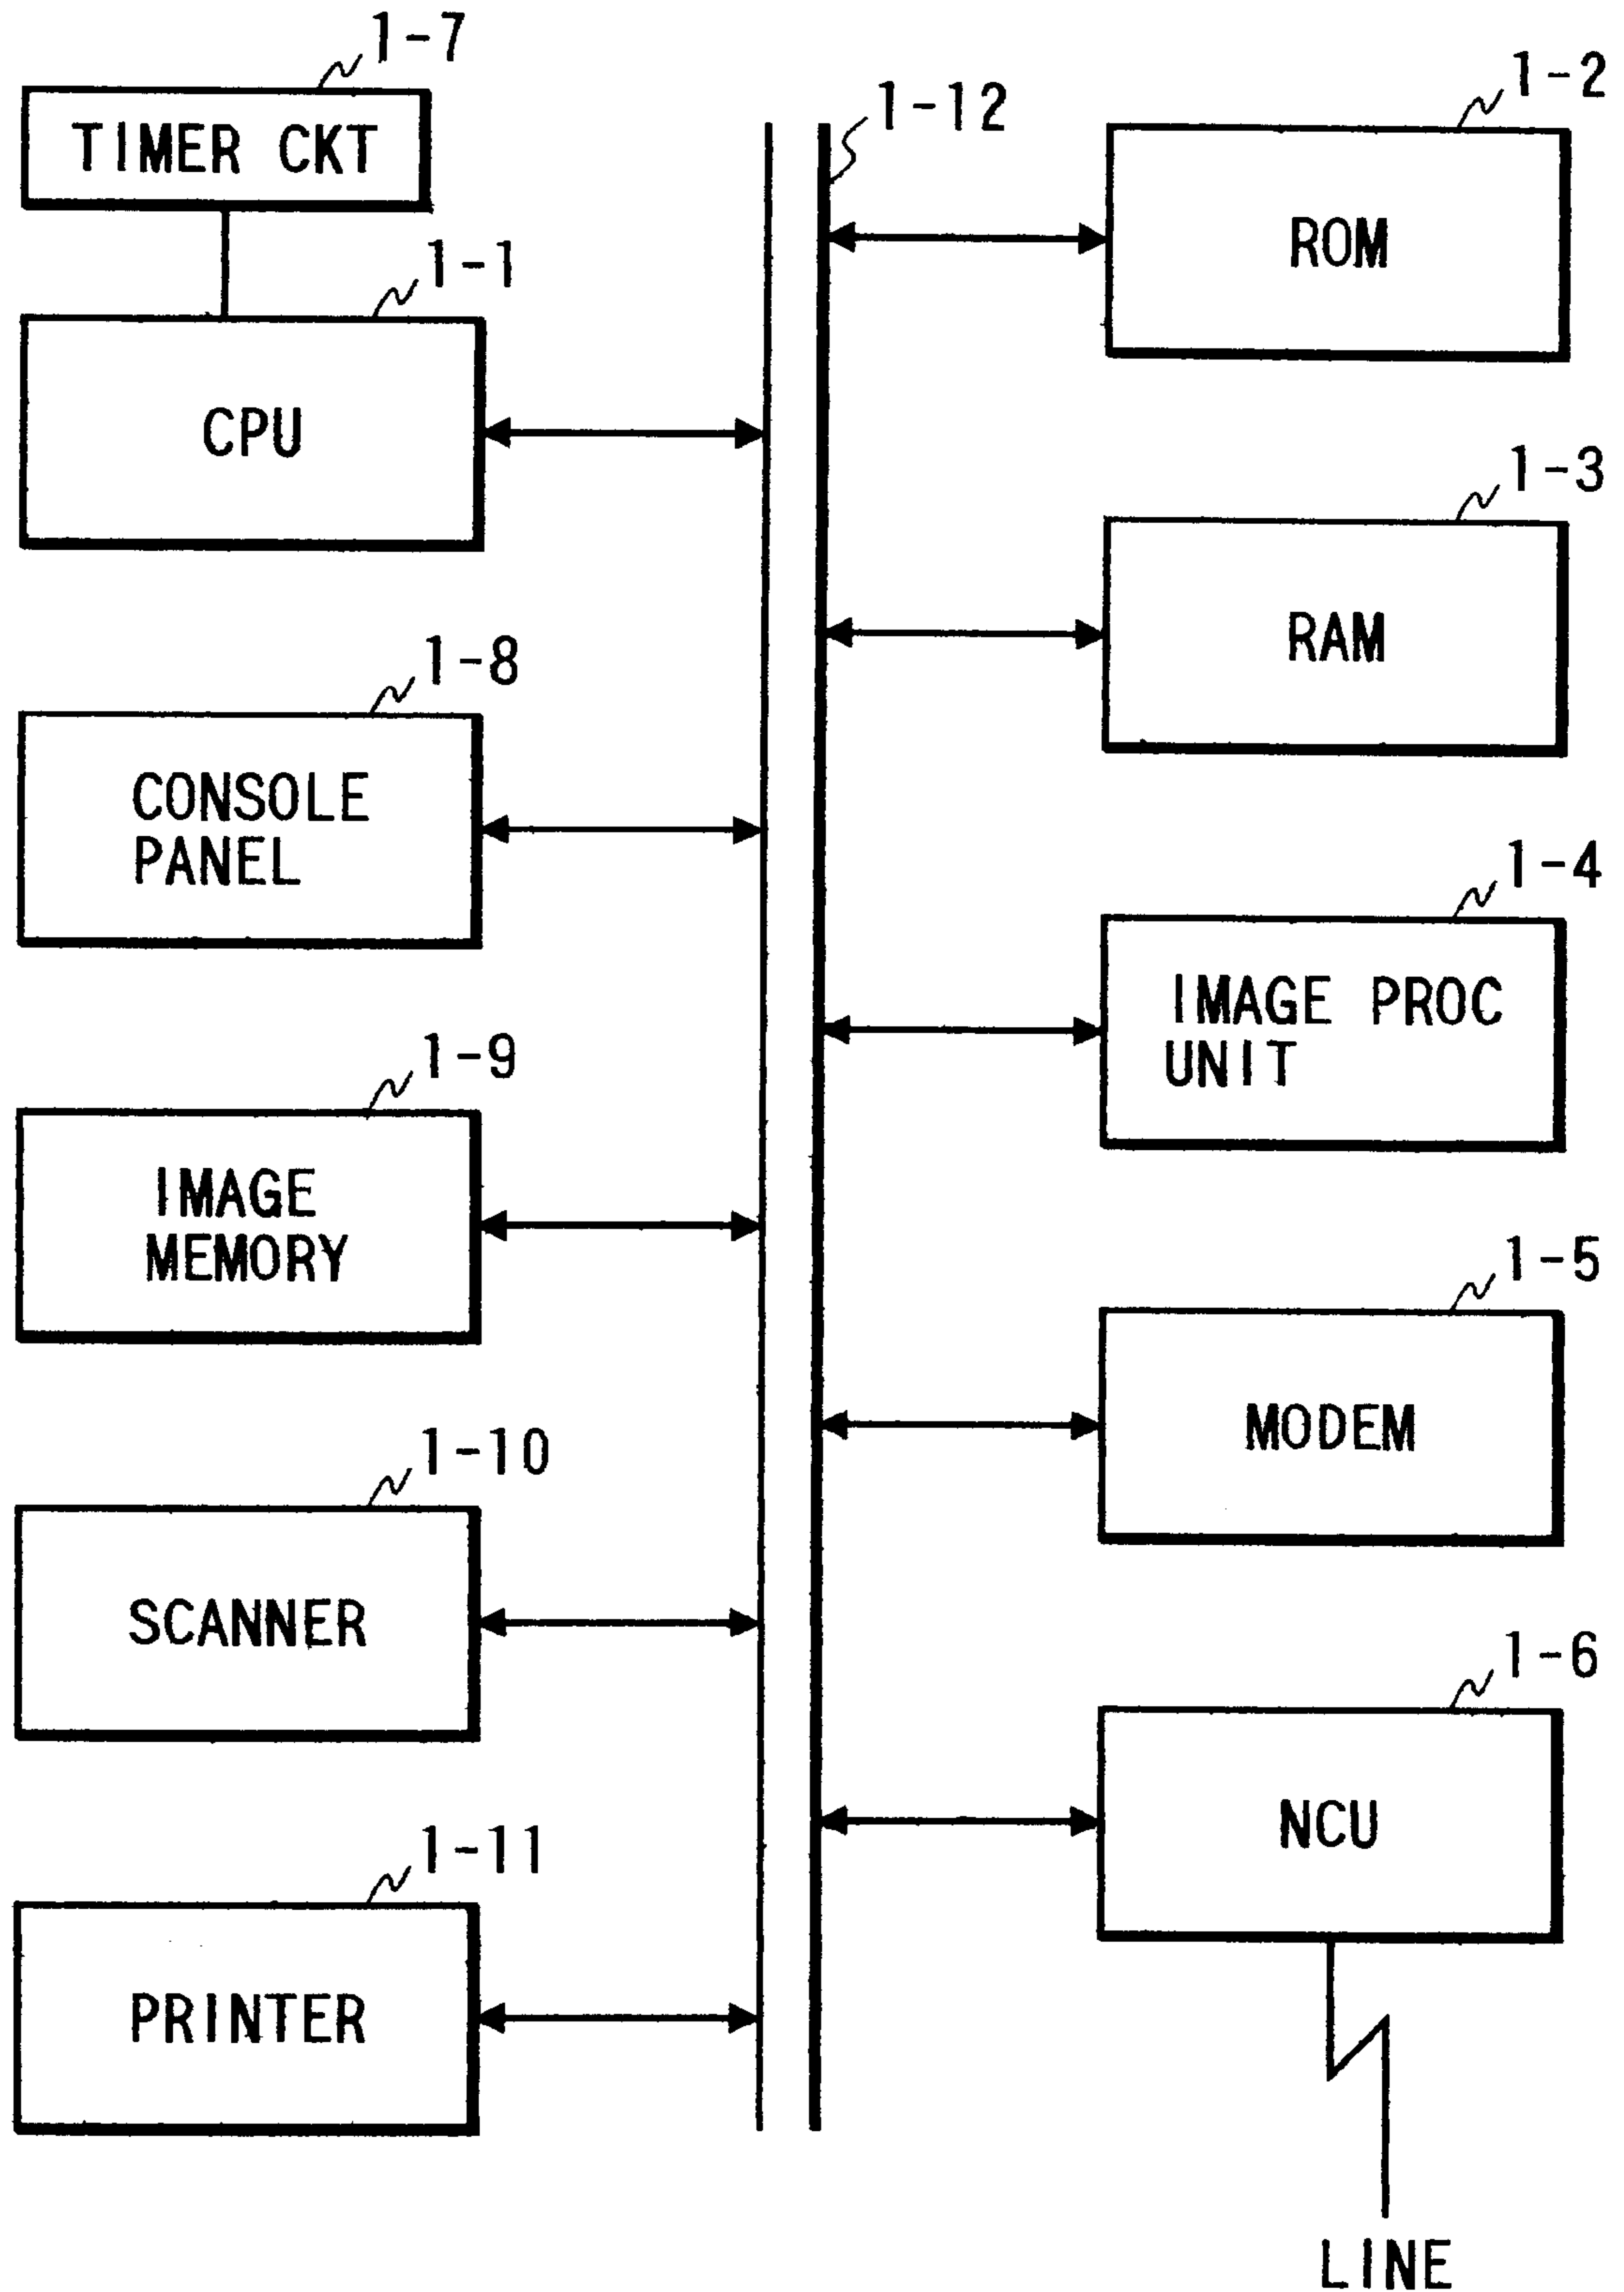 1-7
TIMER CKT
1-1
CPU
1-8
CONSOLE
PANEL
1-9
IMAGE
MEMORY
1-10
SCANNER
1-11
PRINTER
1-12
1-2
ROM
1-3
RAM
1-4
IMAGE PROC
UNIT
1-5
MODEM
1-6
NCU
LINE